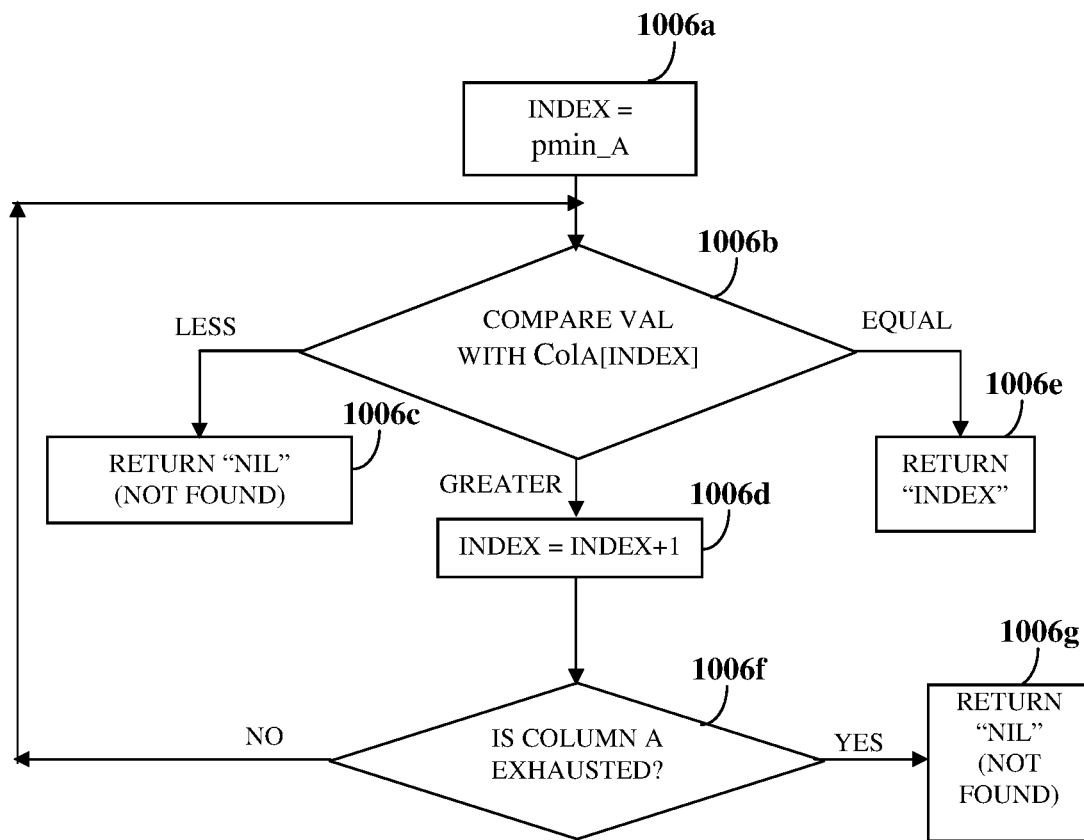 1006a
INDEX =
pmin_A
1006b
LESS
COMPARE VAL
WITH ColA[INDEX]
EQUAL
1006c
RETURN “NIL”
(NOT FOUND)
1006e
RETURN
“INDEX”
GREATER
1006d
INDEX = INDEX+1
1006f
NO
IS COLUMN A
EXHAUSTED?
YES
1006g
RETURN
“NIL”
(NOT
FOUND)